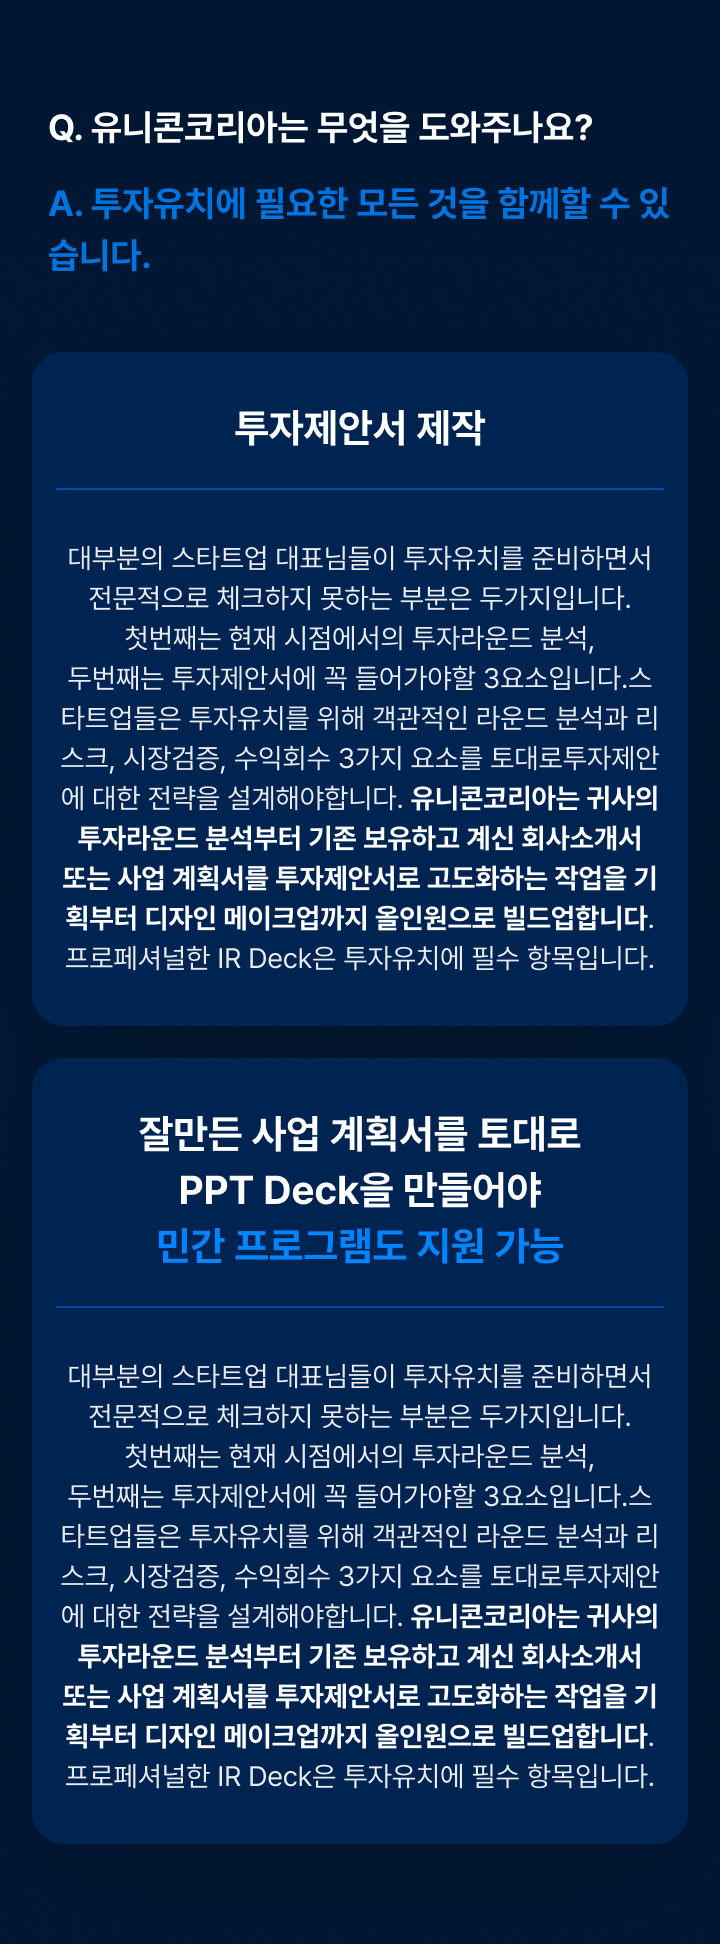 Q. 유니콘코리아는 무엇을 도와주나요?
A. 투자유치에 필요한 모든 것을 함께할 수 있
습니다.
투자제안서 제작
대부분의 스타트업 대표님들이 투자유치를 준비하면서
전문적으로 체크하지 못하는 부분은 두가지입니다.
첫번째는 현재 시점에서의 투자라운드 분석,
두번째는 투자제안서에 꼭 들어가야할 3요소입니다.스
타트업들은 투자유치를 위해 객관적인 라운드 분석과 리
스크, 시장검증, 수익회수 3가지 요소를 토대로투자제안
에 대한 전략을 설계해야합니다. 유니콘코리아는 귀사의
투자라운드 분석부터 기존 보유하고 계신 회사소개서
또는 사업 계획서를 투자제안서로 고도화하는 작업을 기
획부터 디자인 메이크업까지 올인원으로 빌드업합니다.
프로페셔널한 IR Deck은 투자유치에 필수 항목입니다.
잘만든 사업 계획서를 토대로
PPT Deck을 만들어야
민간 프로그램도 지원 가능
대부분의 스타트업 대표님들이 투자유치를 준비하면서
전문적으로 체크하지 못하는 부분은 두가지입니다.
첫번째는 현재 시점에서의 투자라운드 분석,
두번째는 투자제안서에 꼭 들어가야할 3요소입니다.스
타트업들은 투자유치를 위해 객관적인 라운드 분석과 리
스크, 시장검증, 수익회수 3가지 요소를 토대로투자제안
에 대한 전략을 설계해야합니다. 유니콘코리아는 귀사의
투자라운드 분석부터 기존 보유하고 계신 회사소개서
또는 사업 계획서를 투자제안서로 고도화하는 작업을 기
획부터 디자인 메이크업까지 올인원으로 빌드업합니다.
프로페셔널한 IR Deck은 투자유치에 필수 항목입니다.